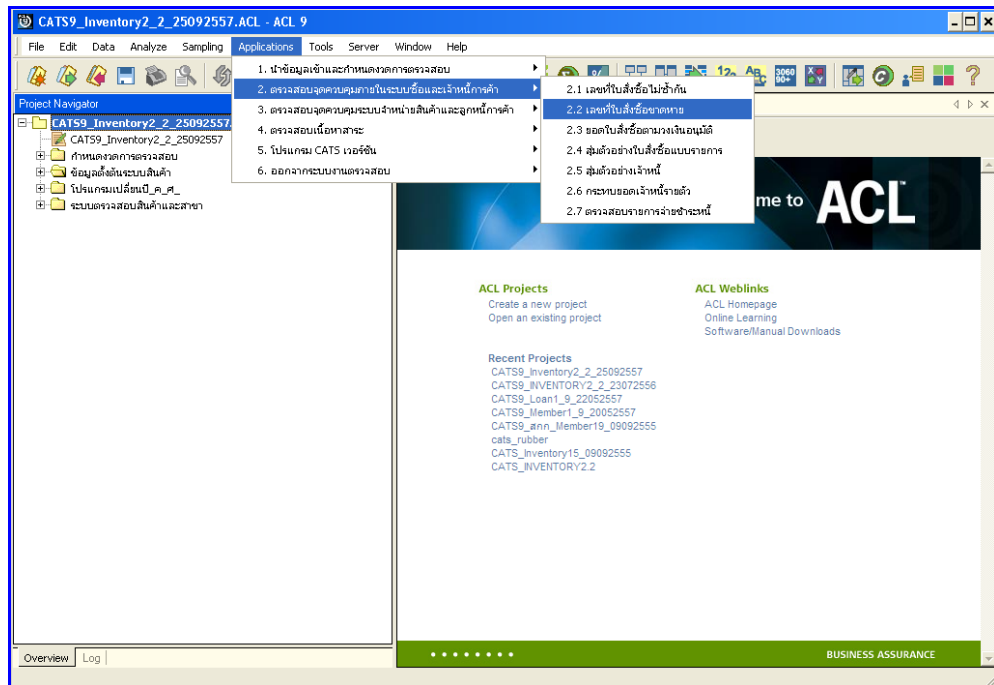 CATS9_Inventory2_2_25092557.ACL - ACL 9
File Edit Data Analyze Sampling Applications Tools Server Window Help
1. นำข้อมูลเข้าและกำหนดงวดการตรวจสอบ
2. ตรวจสอบจุดควบคุมภายในระบบซื้อและเจ้าหนี้การค้า
3. ตรวจสอบจุดควบคุมระบบจำหน่ายสินค้าและลูกหนี้การค้า
4. ตรวจสอบเนื้อหาสาระ
5. โปรแกรม CATS เวอร์ชัน
6. ออกจากระบบงานตรวจสอบ
2.1 เลขที่ใบสั่งซื้อไม่ซ้ำกัน
2.2 เลขที่ใบสั่งซื้อขาดหาย
2.3 ยอดใบสั่งซื้อตามวงเงินอนุมัติ
2.4 สุ่มตัวอย่างใบสั่งซื้อแบบรายการ
2.5 สุ่มตัวอย่างเจ้าหนี้
2.6 กระทบยอดเจ้าหนี้รายตัว
2.7 ตรวจสอบรายการจ่ายชำระหนี้
Project Navigator
CATS9_Inventory2_2_25092557.
CATS9_Inventory2_2_25092557
กำหนดงวดการตรวจสอบ
ข้อมูลตั้งต้นระบบสินค้า
โปรแกรมเปลี่ยนปี_ค_ศ_
ระบบตรวจสอบสินค้าและสาขา
me to ACL
ACL Projects
Create a new project
Open an existing project
ACL Weblinks
ACL Homepage
Online Learning
Software/Manual Downloads
Recent Projects
CATS9_Inventory2_2_25092557
CATS9_INVENTORY2_2_23072556
CATS9_Loan1_9_22052557
CATS9_Member1_9_20052557
CATS9_สตท_Member19_09092555
cats_rubber
CATS_Inventory15_09092555
CATS_INVENTORY2.2
Overview Log
BUSINESS ASSURANCE